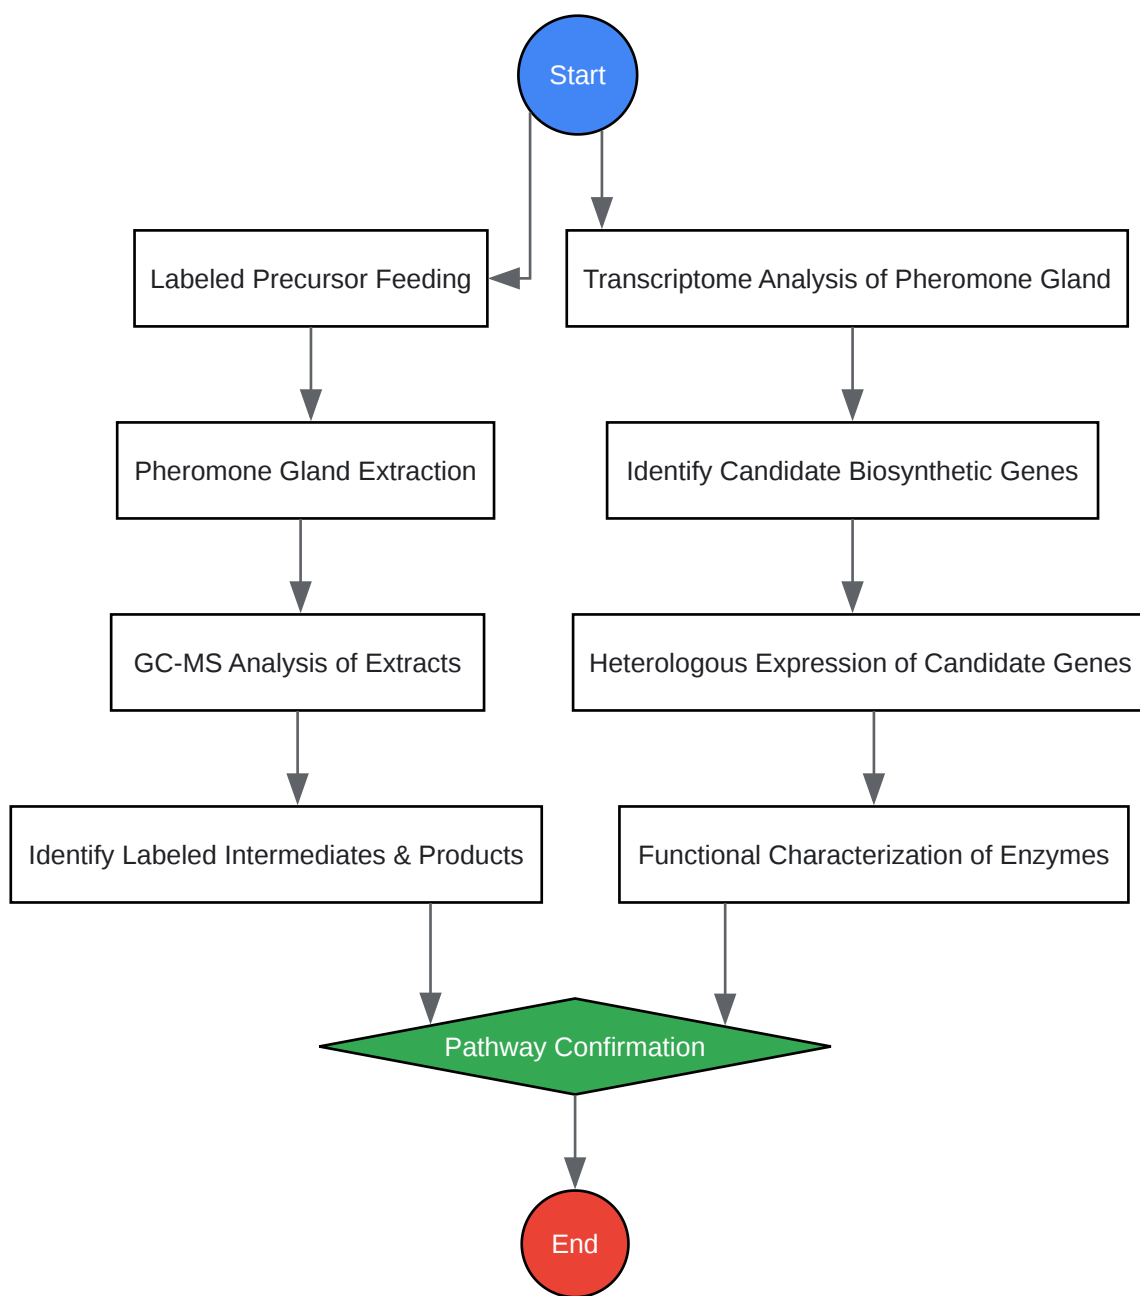 Start
Labeled Precursor Feeding
Transcriptome Analysis of Pheromone Gland
Pheromone Gland Extraction
Identify Candidate Biosynthetic Genes
GC-MS Analysis of Extracts
Heterologous Expression of Candidate Genes
Identify Labeled Intermediates & Products
Functional Characterization of Enzymes
Pathway Confirmation
End